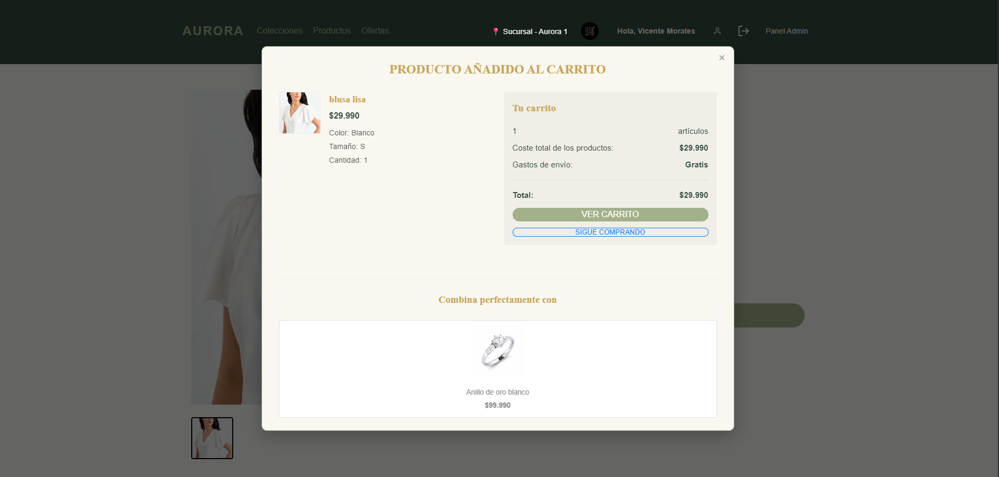 AURORA Colecciones Productos Ofertas 📍 Sucursal - Aurora 1 Hola, Vicente Morales Panel Admin
×
PRODUCTO AÑADIDO AL CARRITO
blusa lisa
$29.990
Color: Blanco
Tamaño: S
Cantidad: 1
Tu carrito
1 artículos
Coste total de los productos: $29.990
Gastos de envío: Gratis
Total: $29.990
VER CARRITO
SIGUE COMPRANDO
Combina perfectamente con
Anillo de oro blanco
$99.990